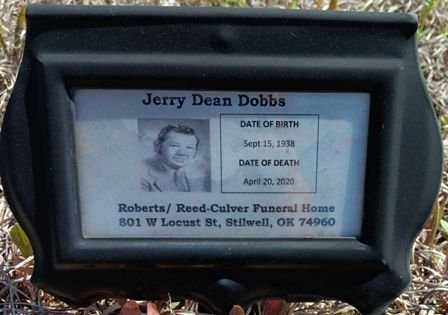 Jerry Dean Dobbs
DATE OF BIRTH
Sept 15, 1938
DATE OF DEATH
April 20, 2020
Roberts/ Reed-Culver Funeral Home
801 W Locust St, Stilwell, OK 74960